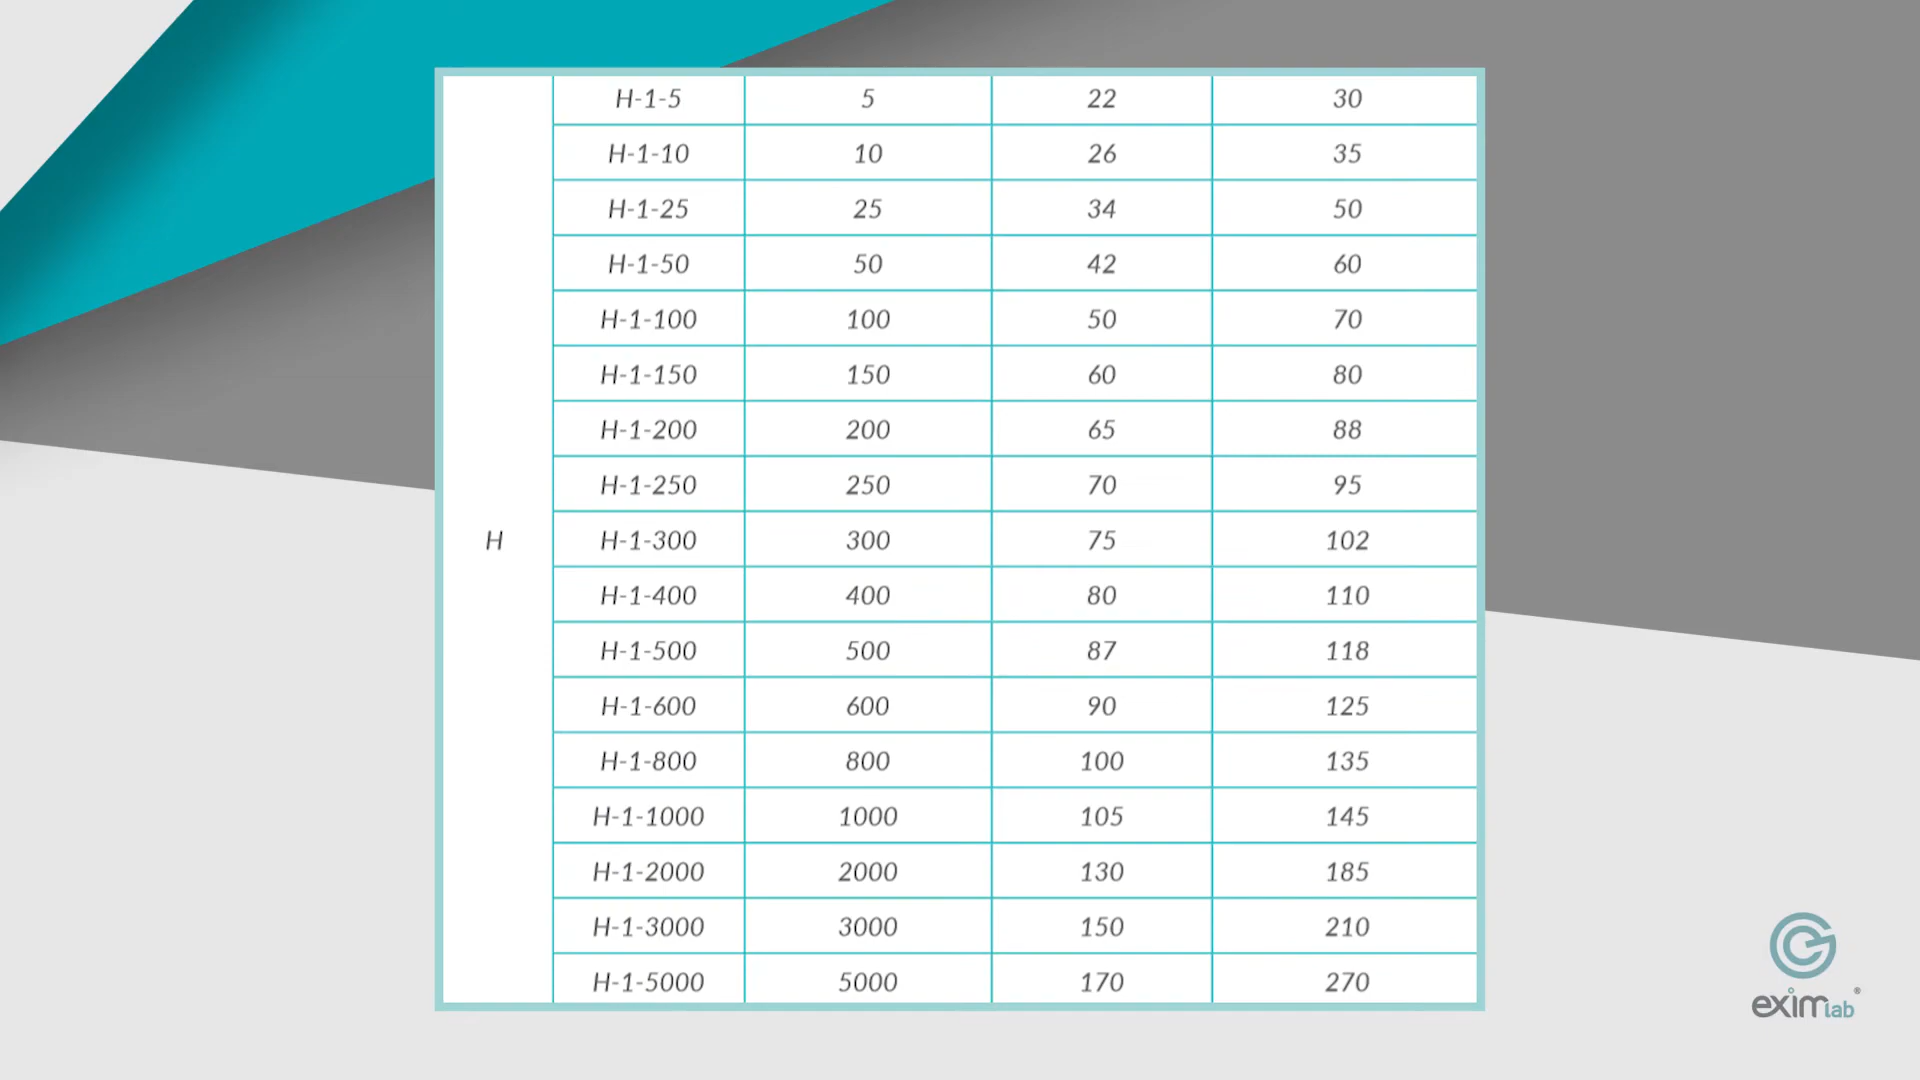 H-1-5 5 22 30
H-1-10 10 26 35
H-1-25 25 34 50
H-1-50 50 42 60
H-1-100 100 50 70
H-1-150 150 60 80
H-1-200 200 65 88
H-1-250 250 70 95
H H-1-300 300 75 102
H-1-400 400 80 110
H-1-500 500 87 118
H-1-600 600 90 125
H-1-800 800 100 135
H-1-1000 1000 105 145
H-1-2000 2000 130 185
H-1-3000 3000 150 210
H-1-5000 5000 170 270
eximlab®